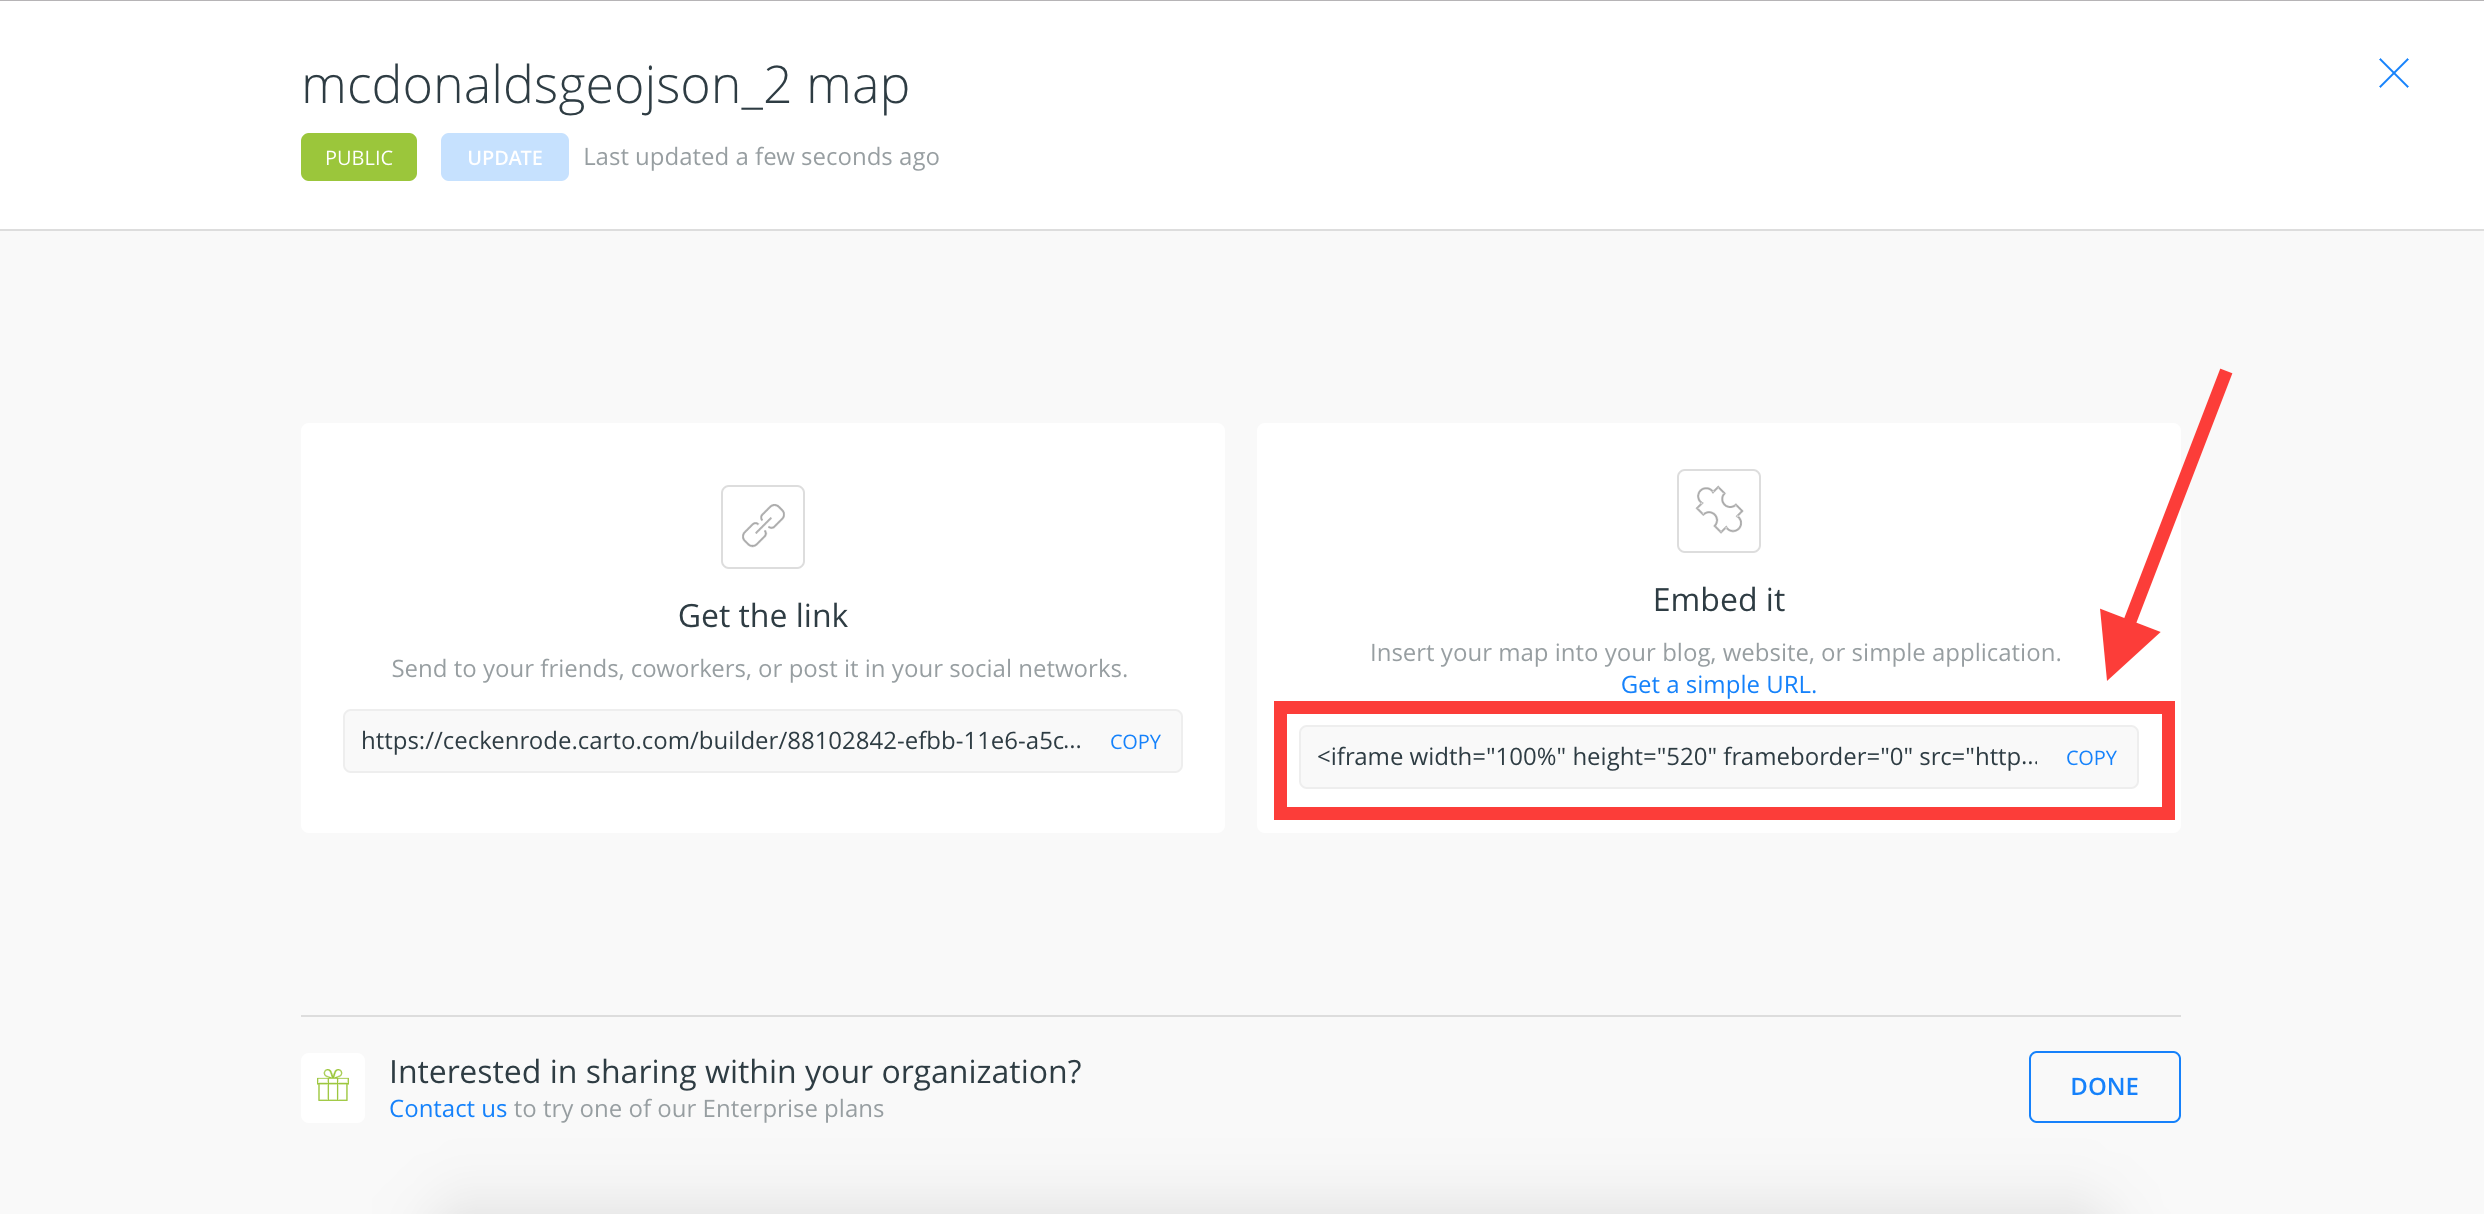 mcdonaldsgeojson_2 map
PUBLIC UPDATE Last updated a few seconds ago
Get the link
Send to your friends, coworkers, or post it in your social networks.
https://ceckenrode.carto.com/builder/88102842-efbb-11e6-a5c... COPY
Embed it
Insert your map into your blog, website, or simple application.
Get a simple URL.
<iframe width="100%" height="520" frameborder="0" src="http... COPY
Interested in sharing within your organization?
Contact us to try one of our Enterprise plans
DONE